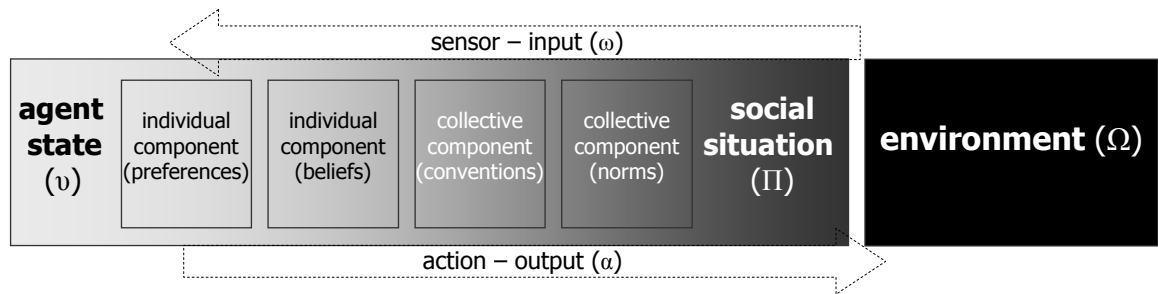 sensor – input (ω)
agent
state
(υ)
individual
component
(preferences)
individual
component
(beliefs)
collective
component
(conventions)
collective
component
(norms)
social
situation
(Π)
environment (Ω)
action – output (α)